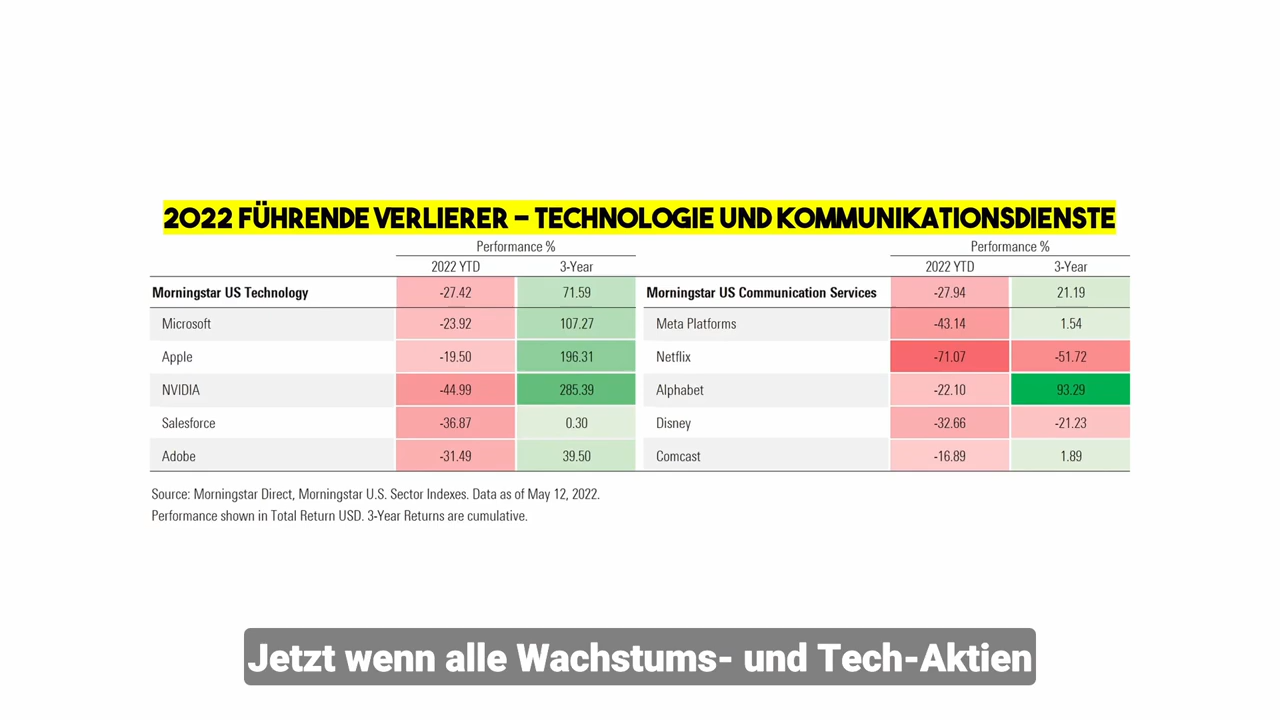 2022 FÜHRENDE VERLIERER – TECHNOLOGIE UND KOMMUNIKATIONSDIENSTE
Performance % Performance %
2022 YTD 3-Year 2022 YTD 3-Year
Morningstar US Technology -27.42 71.59 Morningstar US Communication Services -27.94 21.19
Microsoft -23.92 107.27 Meta Platforms -43.14 1.54
Apple -19.50 196.31 Netflix -71.07 -51.72
NVIDIA -44.99 285.39 Alphabet -22.10 93.29
Salesforce -36.87 0.30 Disney -32.66 -21.23
Adobe -31.49 39.50 Comcast -16.89 1.89
Source: Morningstar Direct, Morningstar U.S. Sector Indexes. Data as of May 12, 2022.
Performance shown in Total Return USD. 3-Year Returns are cumulative.
Jetzt wenn alle Wachstums- und Tech-Aktien